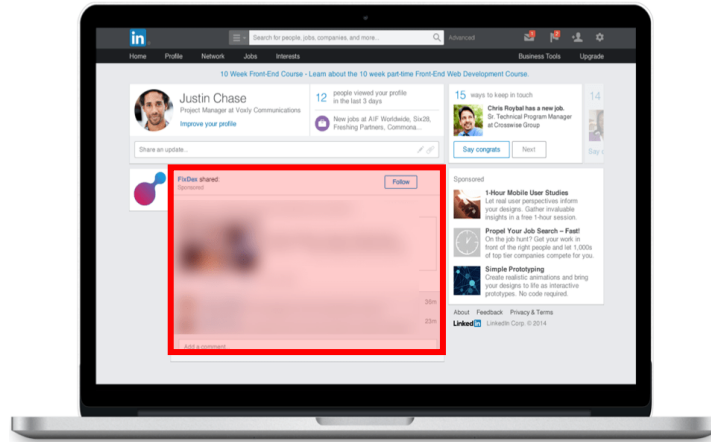 in
Search for people, jobs, companies, and more...
Advanced
Home Profile Network Jobs Interests
Business Tools Upgrade
10 Week Front-End Course - Learn about the 10 week part-time Front-End Web Development Course.
Justin Chase
Project Manager at Voxly Communications
Improve your profile
12 people viewed your profile
in the last 3 days
New jobs at A\F Worldwide, Six28,
Freshing Partners, Commona...
Share an update...
15 ways to keep in touch
Chris Roybal has a new job.
Sr. Technical Program Manager
at Crosswise Group
Say congrats Next
14
FixDex shared:
Sponsored
Follow
35m
Add a comment
Sponsored
1-Hour Mobile User Studies
Let real user perspectives inform
your designs. Gather invaluable
insights in a free 1-hour session.
Propel Your Job Search – Fast!
On the job hunt? Get your work in
front of the right people and let 1,000s
of top tier companies compete for you
Simple Prototyping
Create realistic animations and bring
your designs to life as interactive
prototypes. No code required.
About Feedback Privacy & Terms
Linked in LinkedIn Corp. © 2014